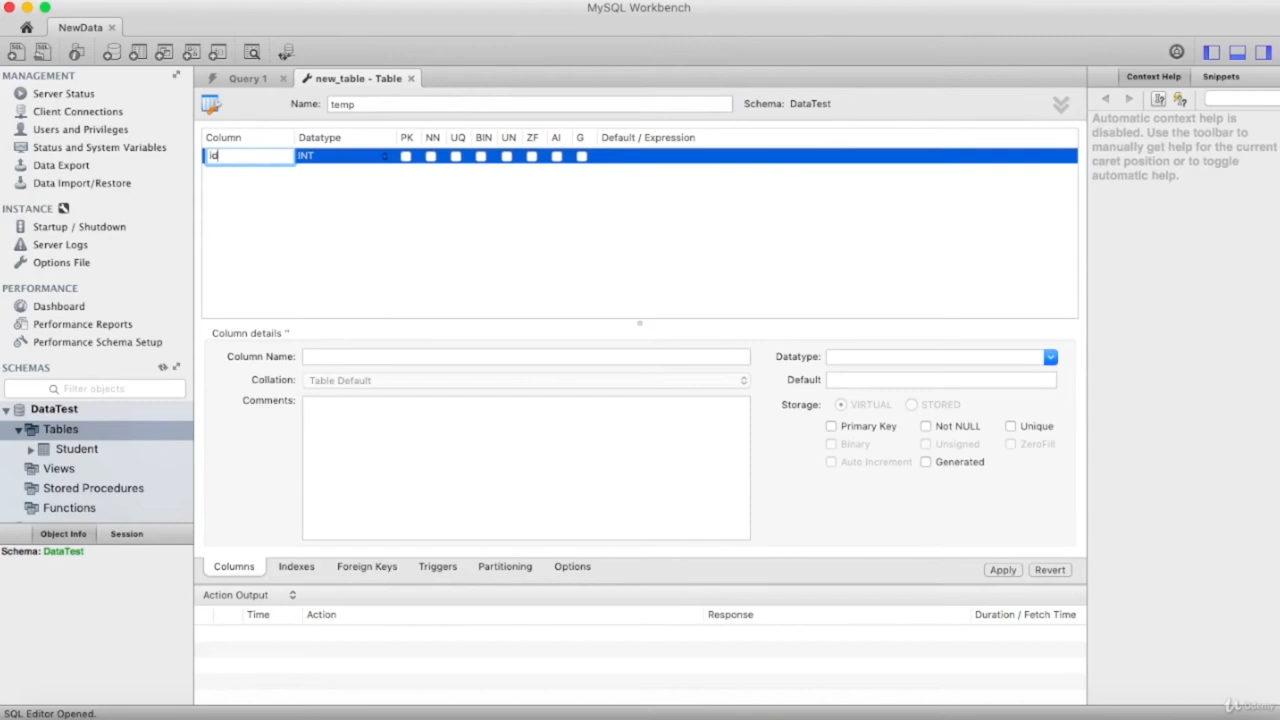 MySQL Workbench
NewData
MANAGEMENT
Server Status
Client Connections
Users and Privileges
Status and System Variables
Data Export
Data Import/Restore
INSTANCE
Startup / Shutdown
Server Logs
Options File
PERFORMANCE
Dashboard
Performance Reports
Performance Schema Setup
SCHEMAS
Filter objects
DataTest
Tables
Student
Views
Stored Procedures
Functions
Object Info Session
Schema: DataTest
Query 1 new_table - Table
Name: temp Schema: DataTest
Column Datatype PK NN UQ BIN UN ZF AI G Default / Expression
id INT
Column details ''
Column Name: Datatype:
Collation: Table Default Default
Comments: Storage: VIRTUAL STORED
Primary Key Not NULL Unique
Binary Unsigned ZeroFill
Auto Increment Generated
Columns Indexes Foreign Keys Triggers Partitioning Options Apply Revert
Action Output
Time Action Response Duration / Fetch Time
Context Help Snippets
Automatic context help is
disabled. Use the toolbar to
manually get help for the current
caret position or to toggle
automatic help.
SQL Editor Opened.
Udemy